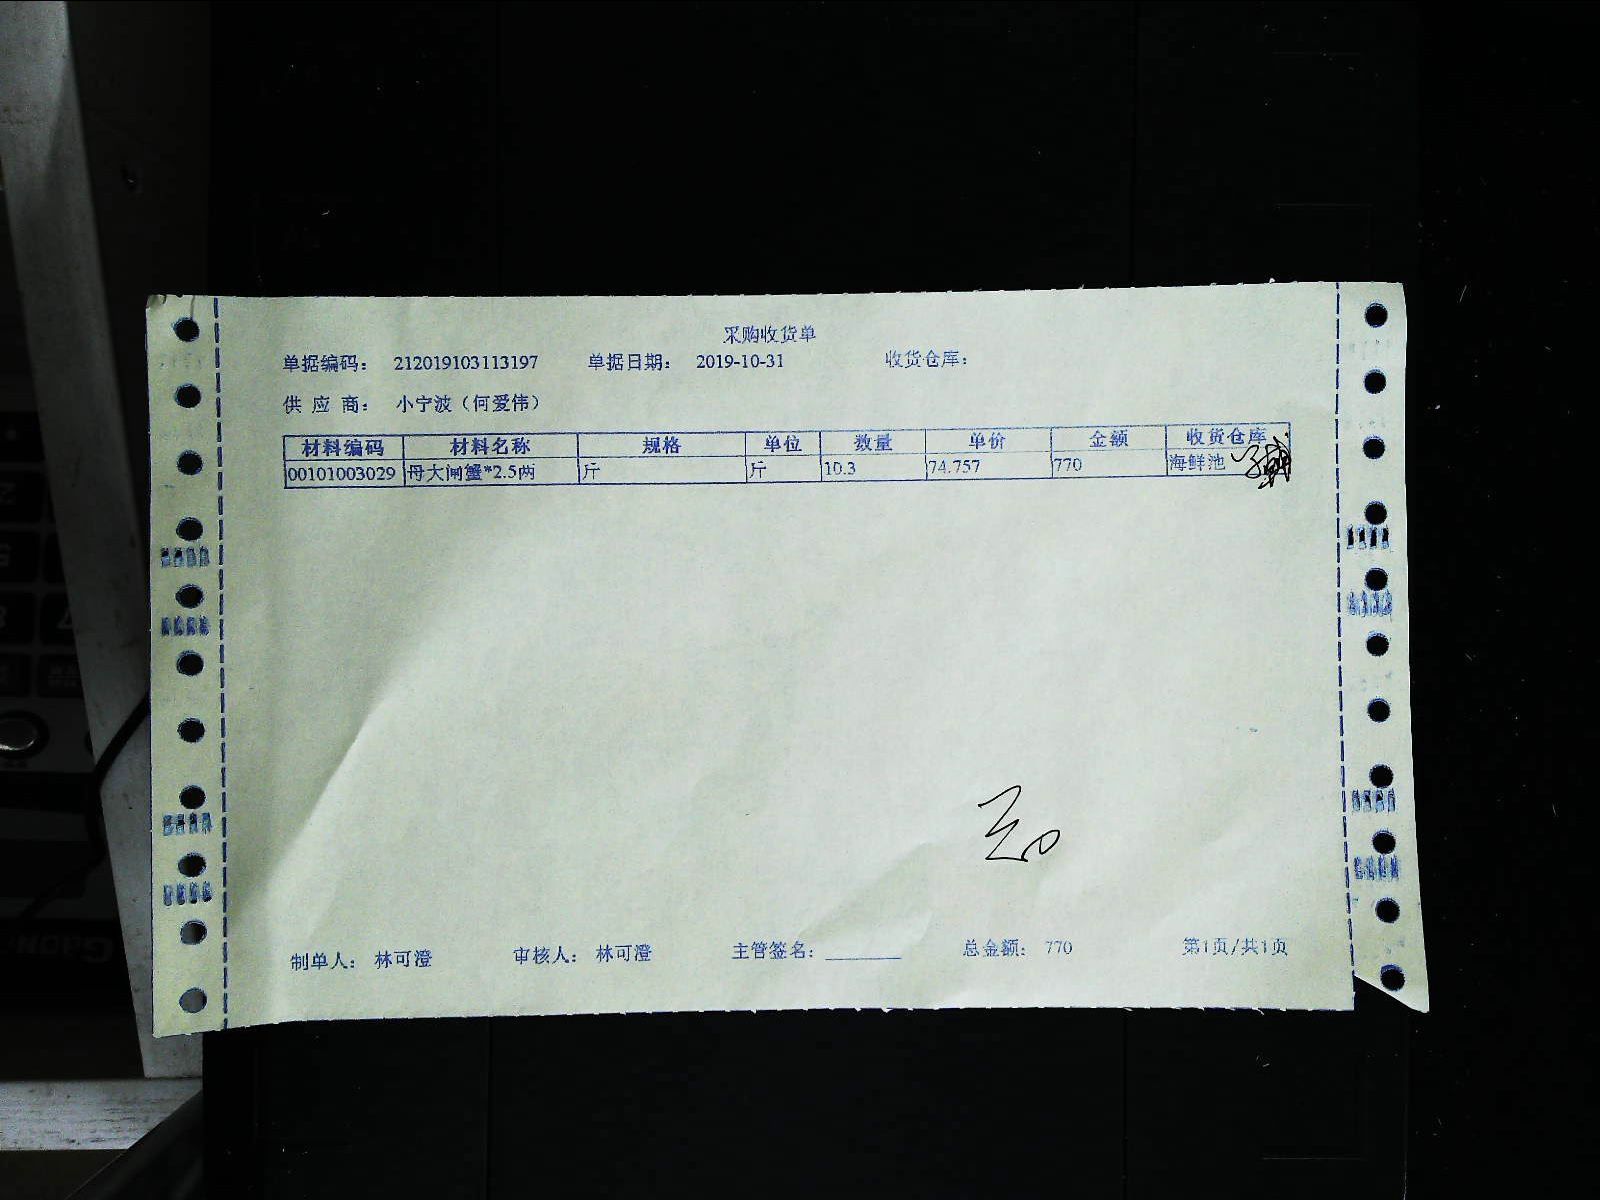 采购收货单
单据编码： 212019103113197 单据日期： 2019-10-31 收货仓库：
供 应 商： 小宁波（何爱伟）
材料编码 材料名称 规格 单位 数量 单价 金额 收货仓库
00101003029 母大闸蟹*2.5两 斤 斤 10.3 74.757 770 海鲜池
制单人： 林可澄 审核人： 林可澄 主管签名： 总金额： 770 第1页/共1页